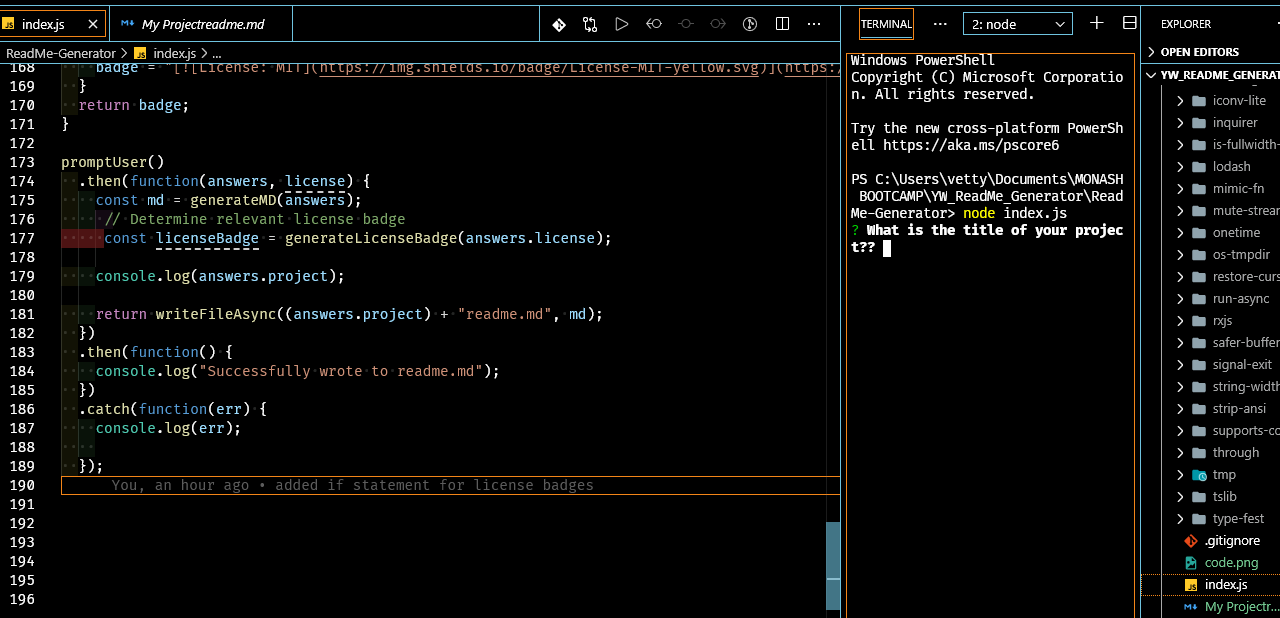 index.js
My Projectreadme.md
ReadMe-Generator > index.js > ...
168 badge = "[![License: MIT](https://img.shields.io/badge/License-MIT-yellow.svg)](https:/
169 }
170 return badge;
171 }
172
173 promptUser()
174 .then(function(answers, license) {
175 const md = generateMD(answers);
176 // Determine relevant license badge
177 const licenseBadge = generateLicenseBadge(answers.license);
178
179 console.log(answers.project);
180
181 return writeFileAsync((answers.project) + "readme.md", md);
182 })
183 .then(function() {
184 console.log("Successfully wrote to readme.md");
185 })
186 .catch(function(err) {
187 console.log(err);
188
189 });
190 You, an hour ago • added if statement for license badges
191
192
193
194
195
196
TERMINAL ... 2: node
Windows PowerShell
Copyright (C) Microsoft Corporatio
n. All rights reserved.
Try the new cross-platform PowerSh
ell https://aka.ms/pscore6
PS C:\Users\vetty\Documents\MONASH
BOOTCAMP\YW_ReadMe_Generator\Read
Me-Generator> node index.js
? What is the title of your projec
t??
EXPLORER
OPEN EDITORS
YW_README_GENERAT
iconv-lite
inquirer
is-fullwidth-
lodash
mimic-fn
mute-stream
onetime
os-tmpdir
restore-curs
run-async
rxjs
safer-buffer
signal-exit
string-width
strip-ansi
supports-co
through
tmp
tslib
type-fest
.gitignore
code.png
index.js
My Projectr...